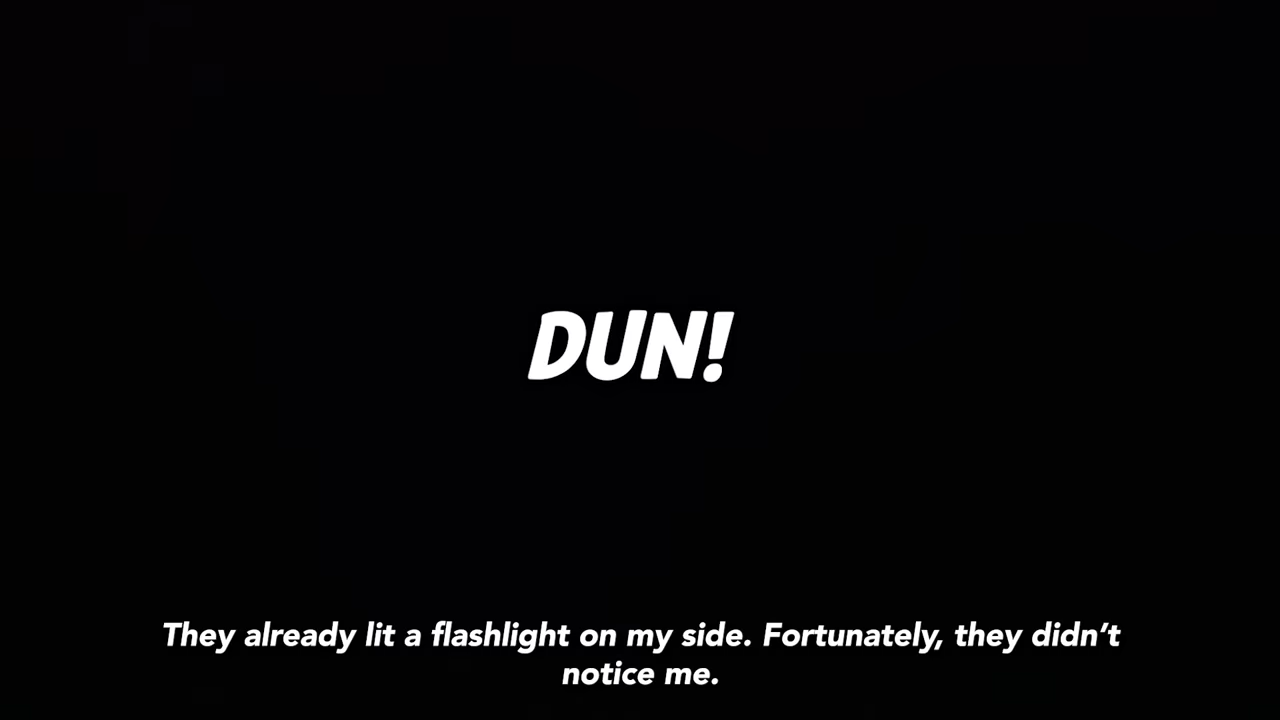 DUN!
They already lit a flashlight on my side. Fortunately, they didn’t
notice me.